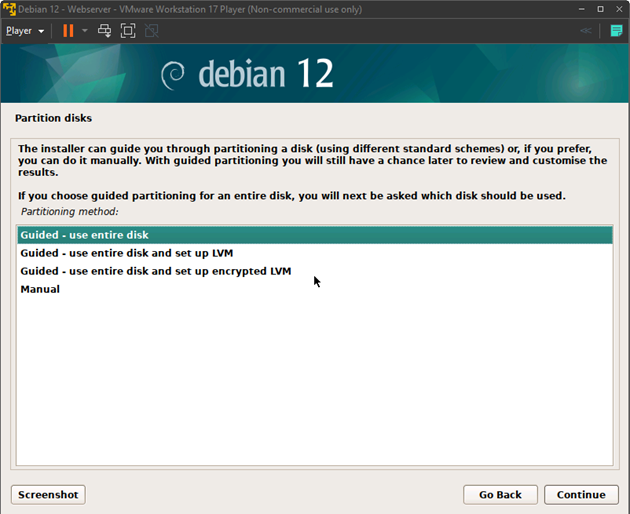 Debian 12 - Webserver - VMware Workstation 17 Player (Non-commercial use only)
Player
debian 12
Partition disks
The installer can guide you through partitioning a disk (using different standard schemes) or, if you prefer,
you can do it manually. With guided partitioning you will still have a chance later to review and customise the
results.
If you choose guided partitioning for an entire disk, you will next be asked which disk should be used.
Partitioning method:
Guided - use entire disk
Guided - use entire disk and set up LVM
Guided - use entire disk and set up encrypted LVM
Manual
Screenshot
Go Back
Continue